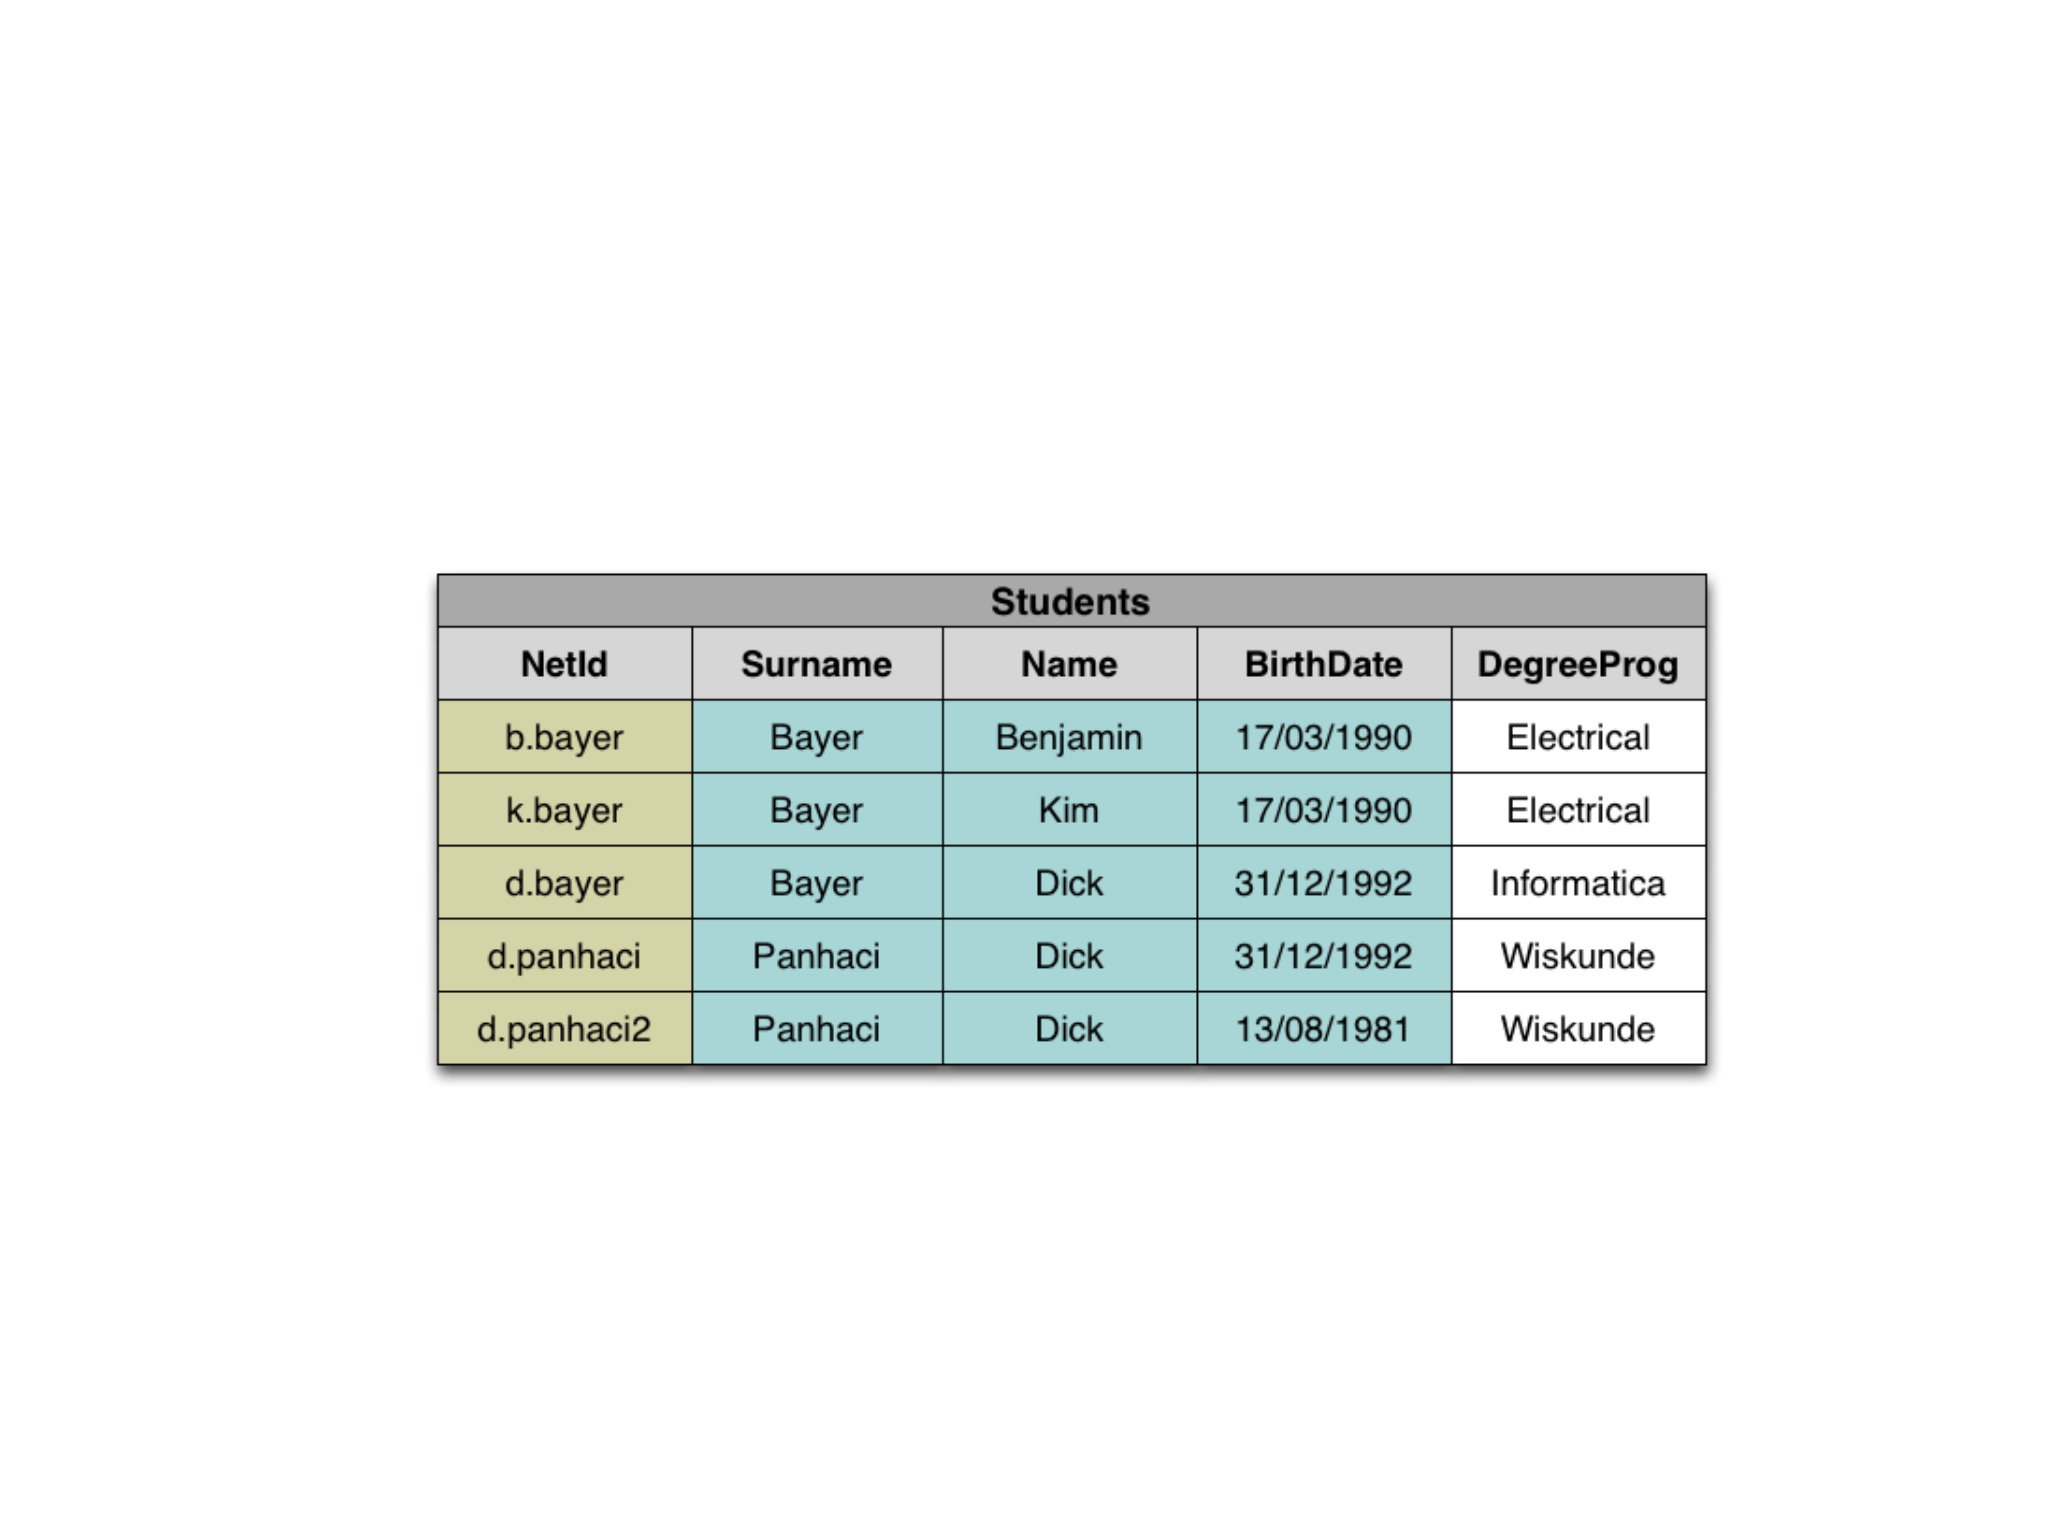 Students
NetId Surname Name BirthDate DegreeProg
b.bayer Bayer Benjamin 17/03/1990 Electrical
k.bayer Bayer Kim 17/03/1990 Electrical
d.bayer Bayer Dick 31/12/1992 Informatica
d.panhaci Panhaci Dick 31/12/1992 Wiskunde
d.panhaci2 Panhaci Dick 13/08/1981 Wiskunde